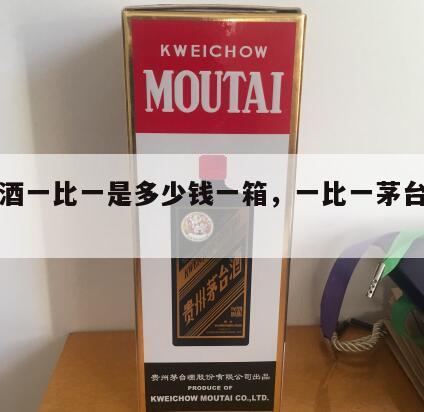 KWEICHOW
MOUTAI
酒一比一是多少钱一箱，一比一茅台
贵州茅台酒
贵州茅台酒股份有限公司出品
PRODUCE OF
KWEICHOW MOUTAI CO.,LTD.